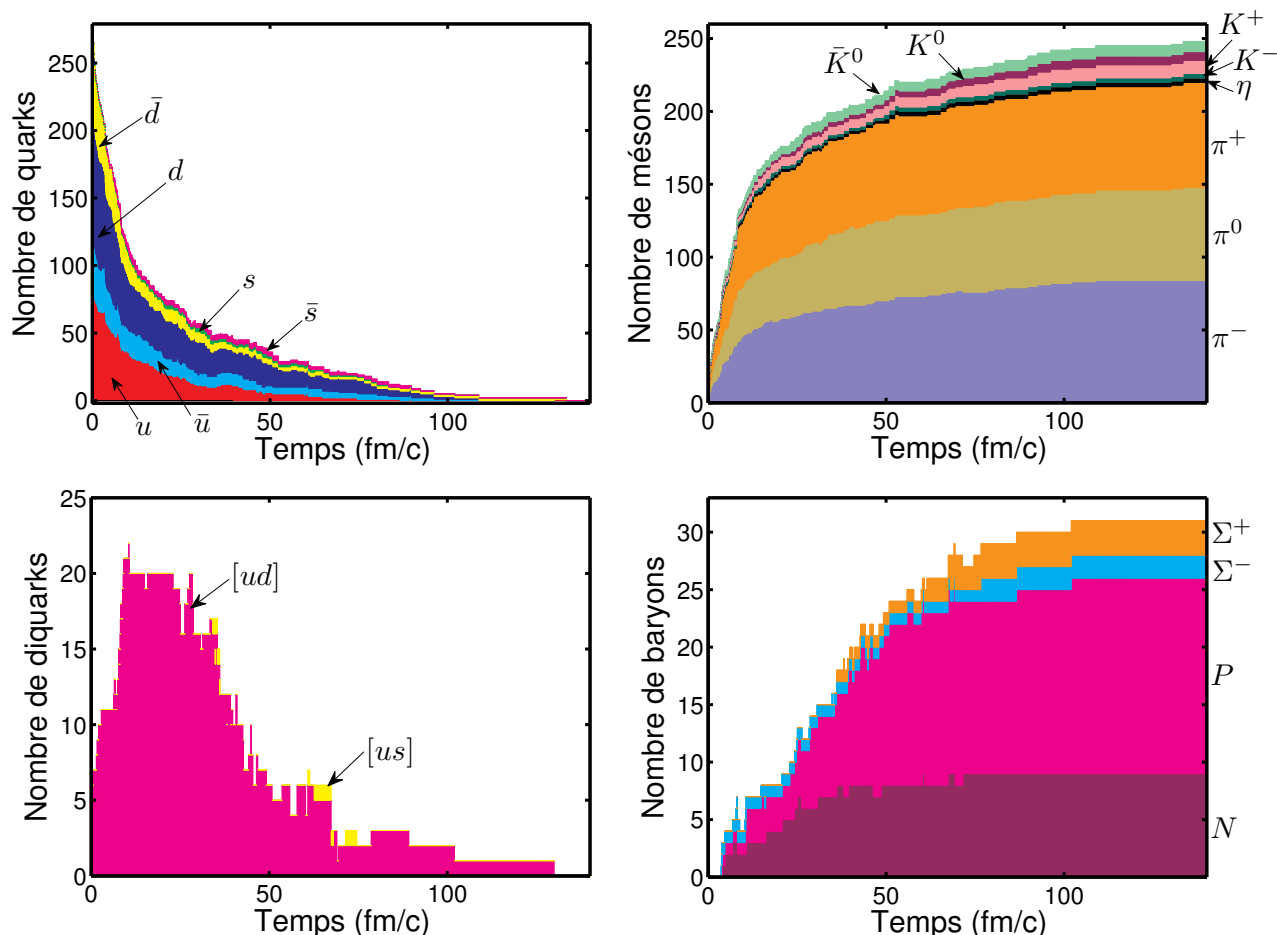 Nombre de quarks
250
200
150
100
50
0
0 50 100
Temps (fm/c)
d̄
d
s
s̄
u
ū
Nombre de mésons
250
200
150
100
50
0
0 50 100
Temps (fm/c)
K̄⁰
K⁰
K⁺
K⁻
η
π⁺
π⁰
π⁻
Nombre de diquarks
25
20
15
10
5
0
0 50 100
Temps (fm/c)
[ud]
[us]
Nombre de baryons
30
25
20
15
10
5
0
0 50 100
Temps (fm/c)
Σ⁺
Σ⁻
P
N